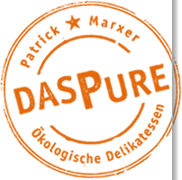 Patrick ★ Marxer
DASPURE
Ökologische Delikatessen